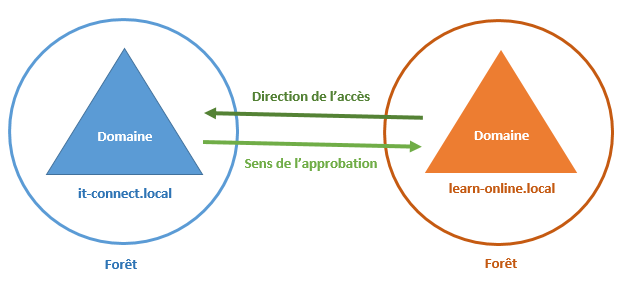 Direction de l'accès
Domaine
Domaine
Sens de l'approbation
it-connect.local
learn-online.local
Forêt
Forêt